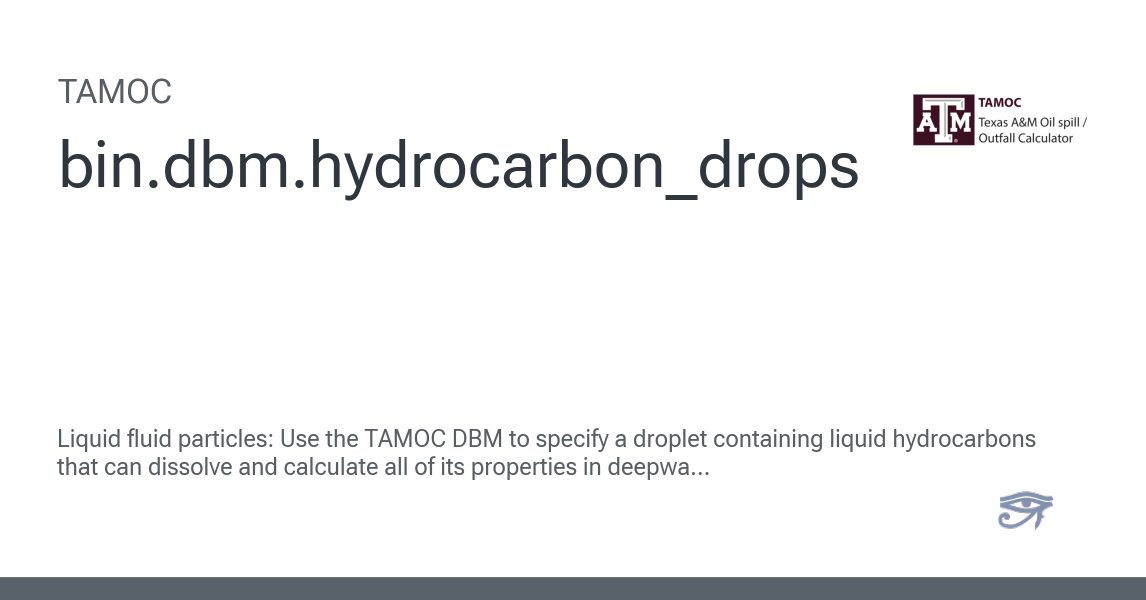 TAMOC
bin.dbm.hydrocarbon_drops
ATM
TAMOC
Texas A&M Oil spill /
Outfall Calculator
Liquid fluid particles: Use the TAMOC DBM to specify a droplet containing liquid hydrocarbons
that can dissolve and calculate all of its properties in deepwa...